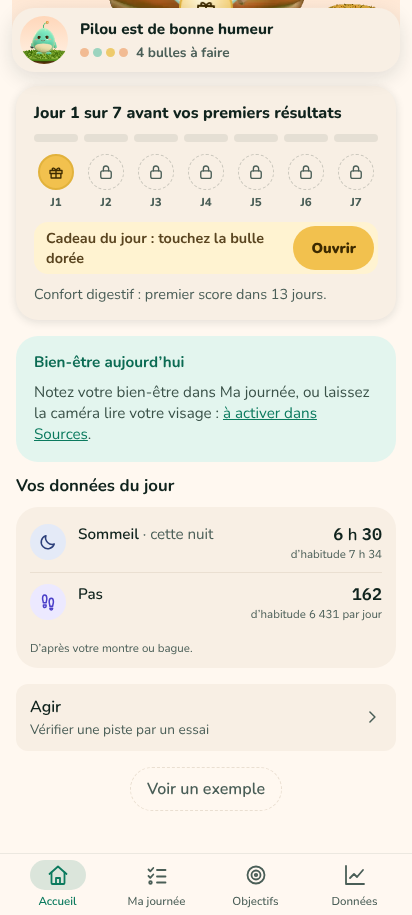 Pilou est de bonne humeur
4 bulles à faire
Jour 1 sur 7 avant vos premiers résultats
J1 J2 J3 J4 J5 J6 J7
Cadeau du jour : touchez la bulle
dorée
Ouvrir
Confort digestif : premier score dans 13 jours.
Bien-être aujourd’hui
Notez votre bien-être dans Ma journée, ou laissez
la caméra lire votre visage : à activer dans
Sources.
Vos données du jour
Sommeil · cette nuit
6 h 30
d’habitude 7 h 34
Pas
162
d’habitude 6 431 par jour
D’après votre montre ou bague.
Agir
Vérifier une piste par un essai
Voir un exemple
Accueil
Ma journée
Objectifs
Données